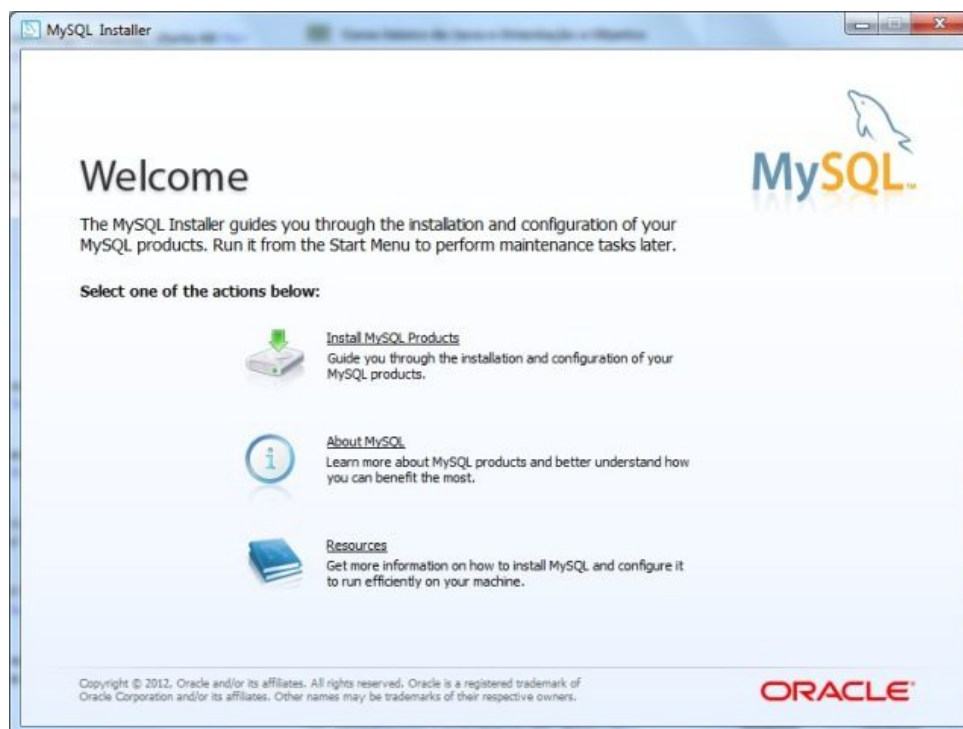 MySQL Installer
MySQL™
Welcome
The MySQL Installer guides you through the installation and configuration of your
MySQL products. Run it from the Start Menu to perform maintenance tasks later.
Select one of the actions below:
Install MySQL Products
Guide you through the installation and configuration of your
MySQL products.
About MySQL
Learn more about MySQL products and better understand how
you can benefit the most.
Resources
Get more information on how to install MySQL and configure it
to run efficiently on your machine.
Copyright © 2012, Oracle and/or its affiliates. All rights reserved. Oracle is a registered trademark of
Oracle Corporation and/or its affiliates. Other names may be trademarks of their respective owners.
ORACLE®